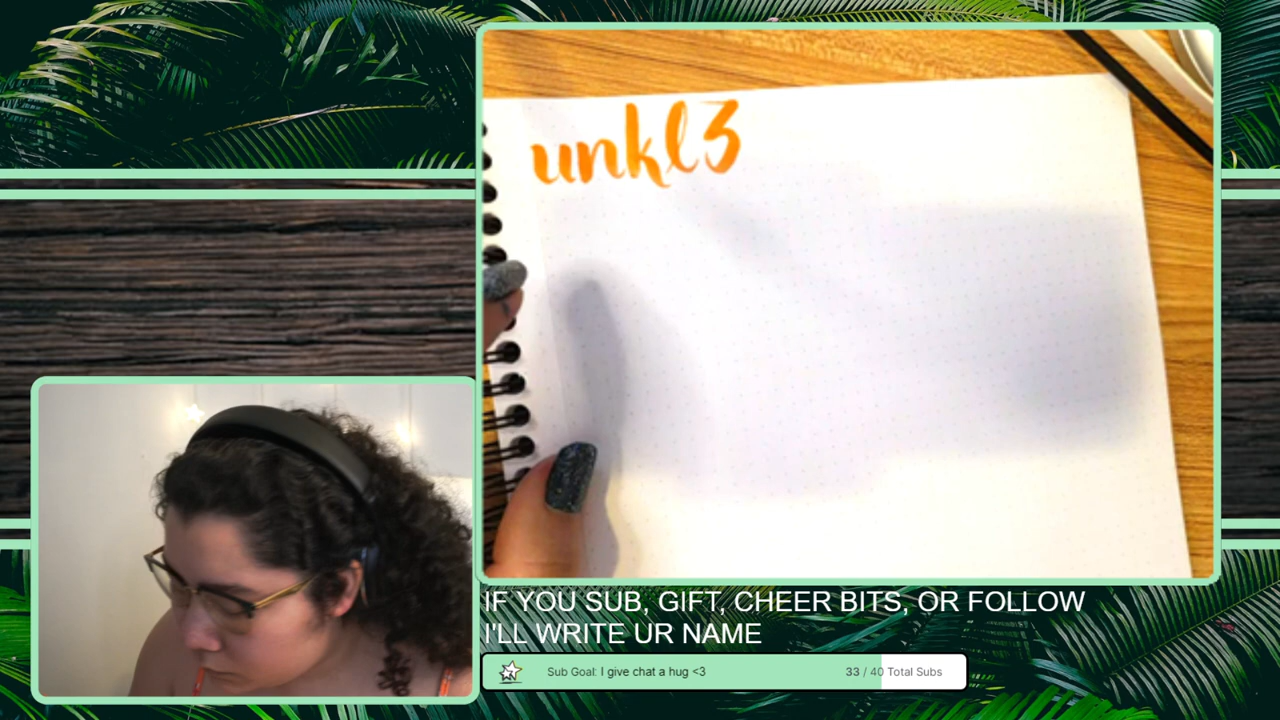 unkl3
IF YOU SUB, GIFT, CHEER BITS, OR FOLLOW
I'LL WRITE UR NAME
Sub Goal: I give chat a hug <3 33 / 40 Total Subs